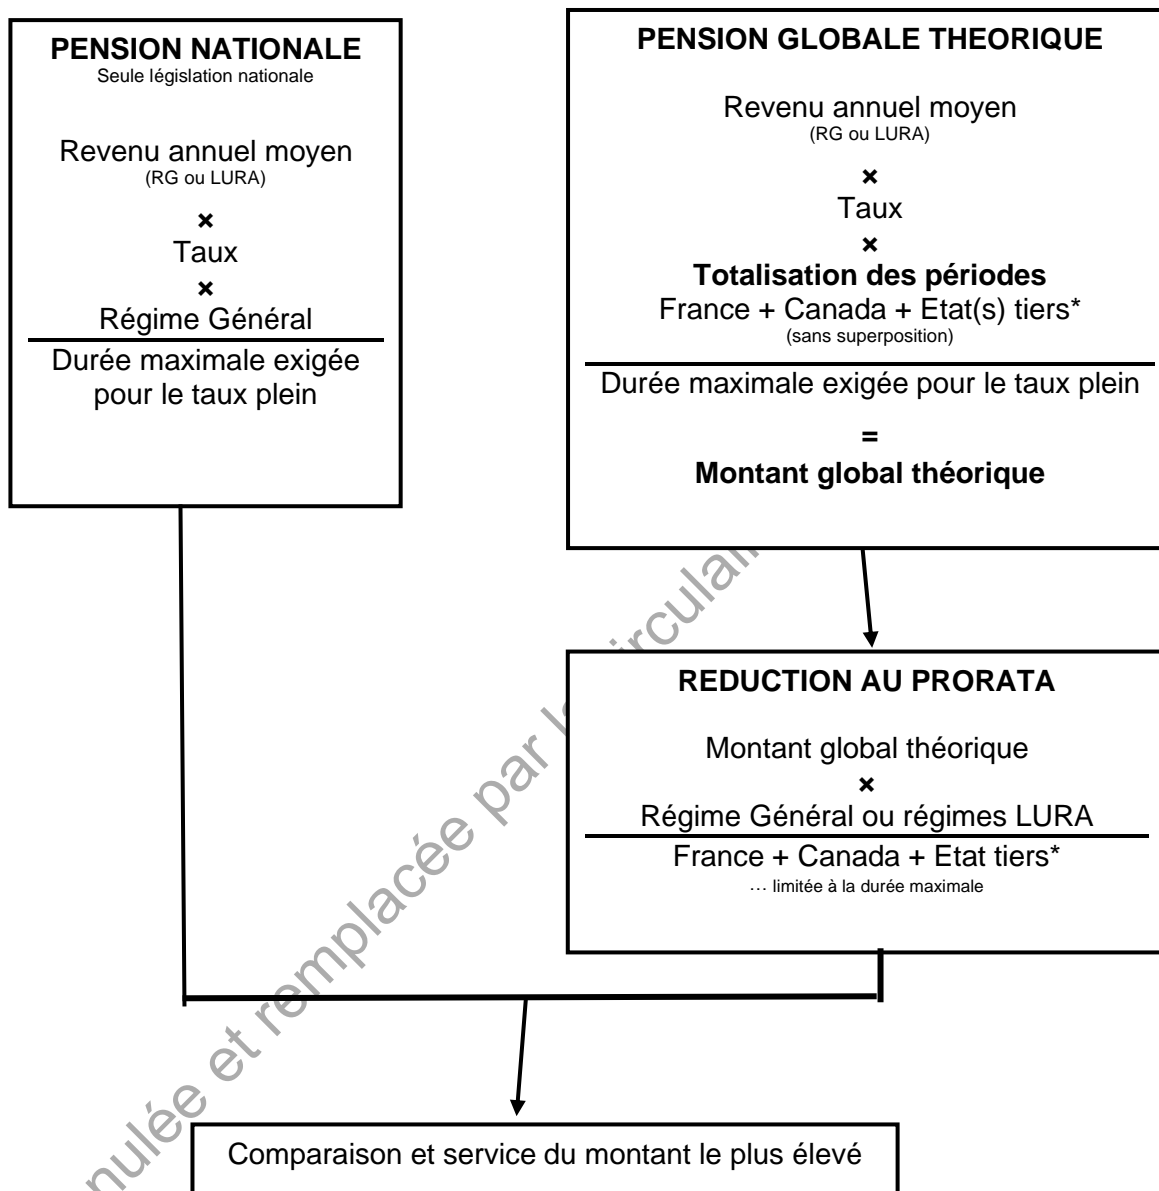 PENSION NATIONALE
Seule législation nationale
Revenu annuel moyen
(RG ou LURA)
×
Taux
×
Régime Général
Durée maximale exigée
pour le taux plein
PENSION GLOBALE THEORIQUE
Revenu annuel moyen
(RG ou LURA)
×
Taux
×
Totalisation des périodes
France + Canada + Etat(s) tiers*
(sans superposition)
Durée maximale exigée pour le taux plein
=
Montant global théorique
REDUCTION AU PRORATA
Montant global théorique
×
Régime Général ou régimes LURA
France + Canada + Etat tiers*
… limitée à la durée maximale
Comparaison et service du montant le plus élevé
et remplacée par